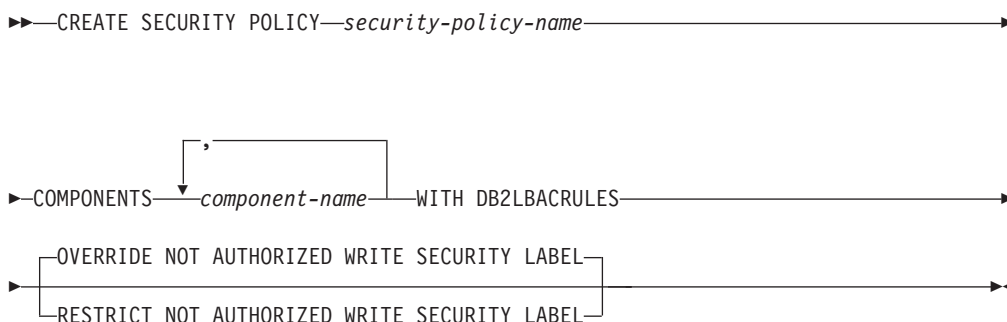 CREATE SECURITY POLICY security-policy-name
,
COMPONENTS component-name WITH DB2LBACRULES
OVERRIDE NOT AUTHORIZED WRITE SECURITY LABEL
RESTRICT NOT AUTHORIZED WRITE SECURITY LABEL